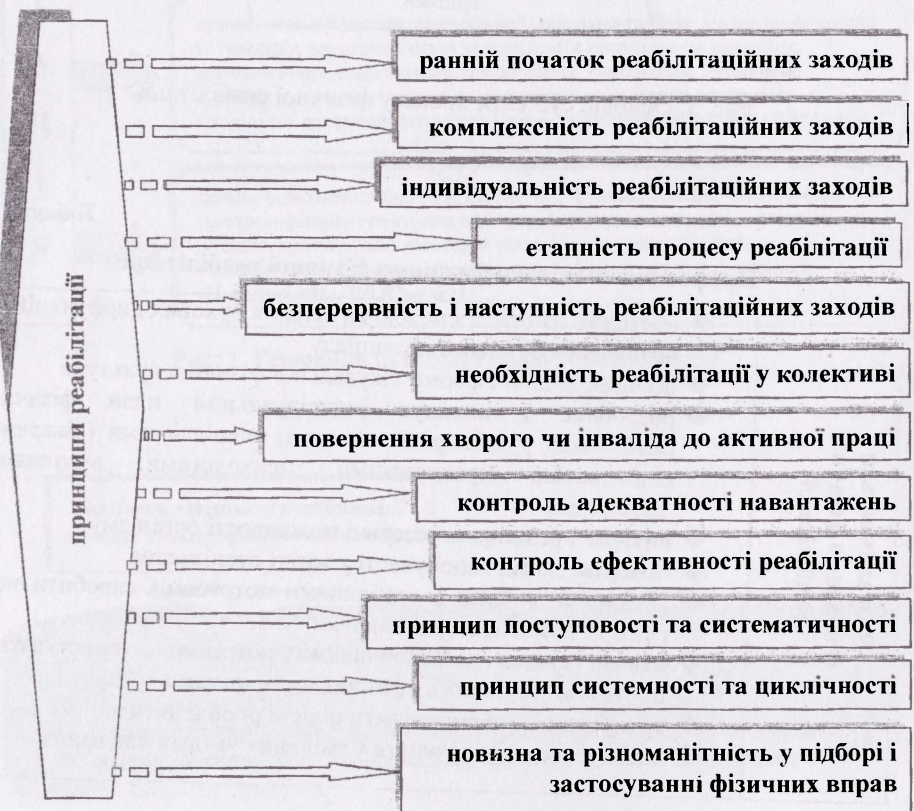 принципи реабілітації
ранній початок реабілітаційних заходів
комплексність реабілітаційних заходів
індивідуальність реабілітаційних заходів
етапність процесу реабілітації
безперервність і наступність реабілітаційних заходів
необхідність реабілітації у колективі
повернення хворого чи інваліда до активної праці
контроль адекватності навантажень
контроль ефективності реабілітації
принцип поступовості та систематичності
принцип системності та циклічності
новизна та різноманітність у підборі і
застосуванні фізичних вправ